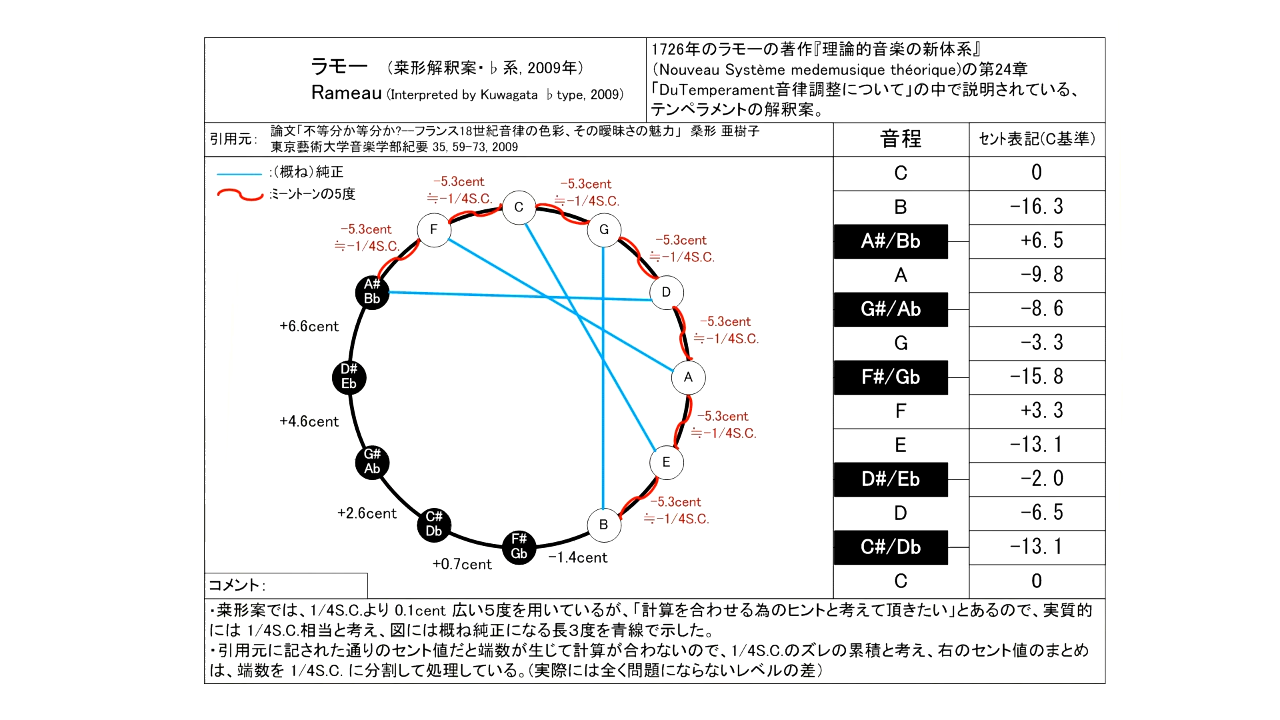 ラモー （桒形解釈案・♭系, 2009年）
Rameau (Interpreted by Kuwagata ♭type, 2009)
1726年のラモーの著作『理論的音楽の新体系』
（Nouveau Système medemusique théorique)の第24章
「DuTemperament音律調整について」の中で説明されている、
テンペラメントの解釈案。
引用元: 論文「不等分か等分か?--フランス18世紀音律の色彩、その曖昧さの魅力」 桒形 亜樹子
東京藝術大学音楽学部紀要 35, 59-73, 2009
:（概ね）純正
:ミーントーンの5度
-5.3cent
≒-1/4S.C.
-5.3cent
≒-1/4S.C.
-5.3cent
≒-1/4S.C.
-5.3cent
≒-1/4S.C.
-5.3cent
≒-1/4S.C.
-5.3cent
≒-1/4S.C.
-5.3cent
≒-1/4S.C.
-1.4cent
+0.7cent
+2.6cent
+4.6cent
+6.6cent
C
G
D
A
E
B
F#
Gb
C#
Db
G#
Ab
D#
Eb
A#
Bb
F
音程 セント表記(C基準)
C 0
B -16.3
A#/Bb +6.5
A -9.8
G#/Ab -8.6
G -3.3
F#/Gb -15.8
F +3.3
E -13.1
D#/Eb -2.0
D -6.5
C#/Db -13.1
C 0
コメント:
・桒形案では、1/4S.C.より 0.1cent 広い5度を用いているが、「計算を合わせる為のヒントと考えて頂きたい」とあるので、実質的
には 1/4S.C.相当と考え、図には概ね純正になる長3度を青線で示した。
・引用元に記された通りのセント値だと端数が生じて計算が合わないので、1/4S.C.のズレの累積と考え、右のセント値のまとめ
は、端数を 1/4S.C. に分割して処理している。（実際には全く問題にならないレベルの差）